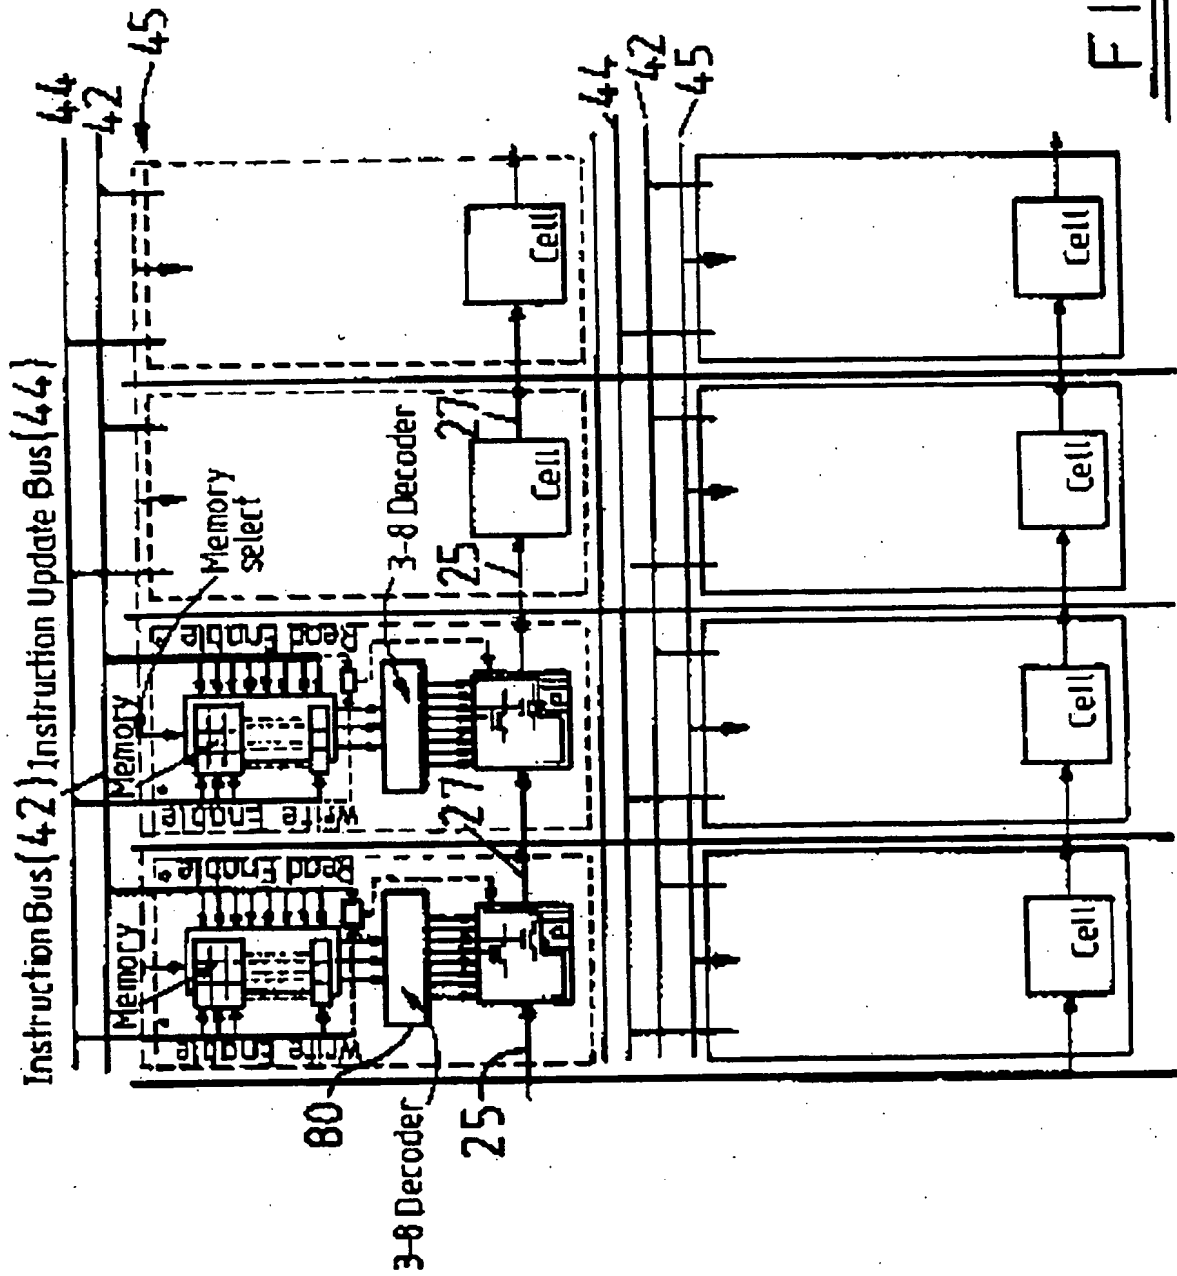 Instruction Bus(42)
Instruction Update Bus(44)
44
42
45
Memory
Memory
Memory
select
Write Enable
Read Enable
Write Enable
Read Enable
80
3-8 Decoder
3-8 Decoder
25
27
25
27
Cell
Cell
Cell
Cell
44
42
45
Cell
Cell
Cell
Cell